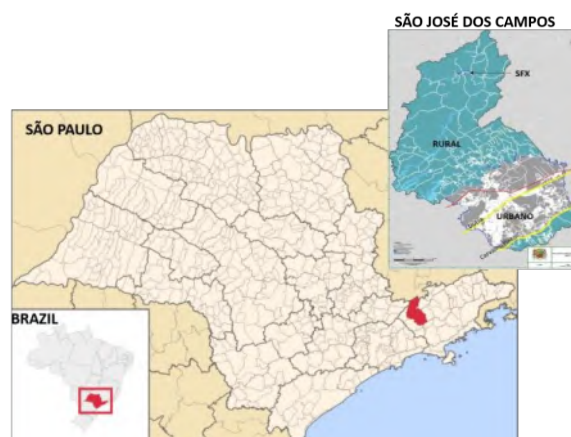 SÃO JOSÉ DOS CAMPOS
SFX
SÃO PAULO
RURAL
URBANO
BRAZIL